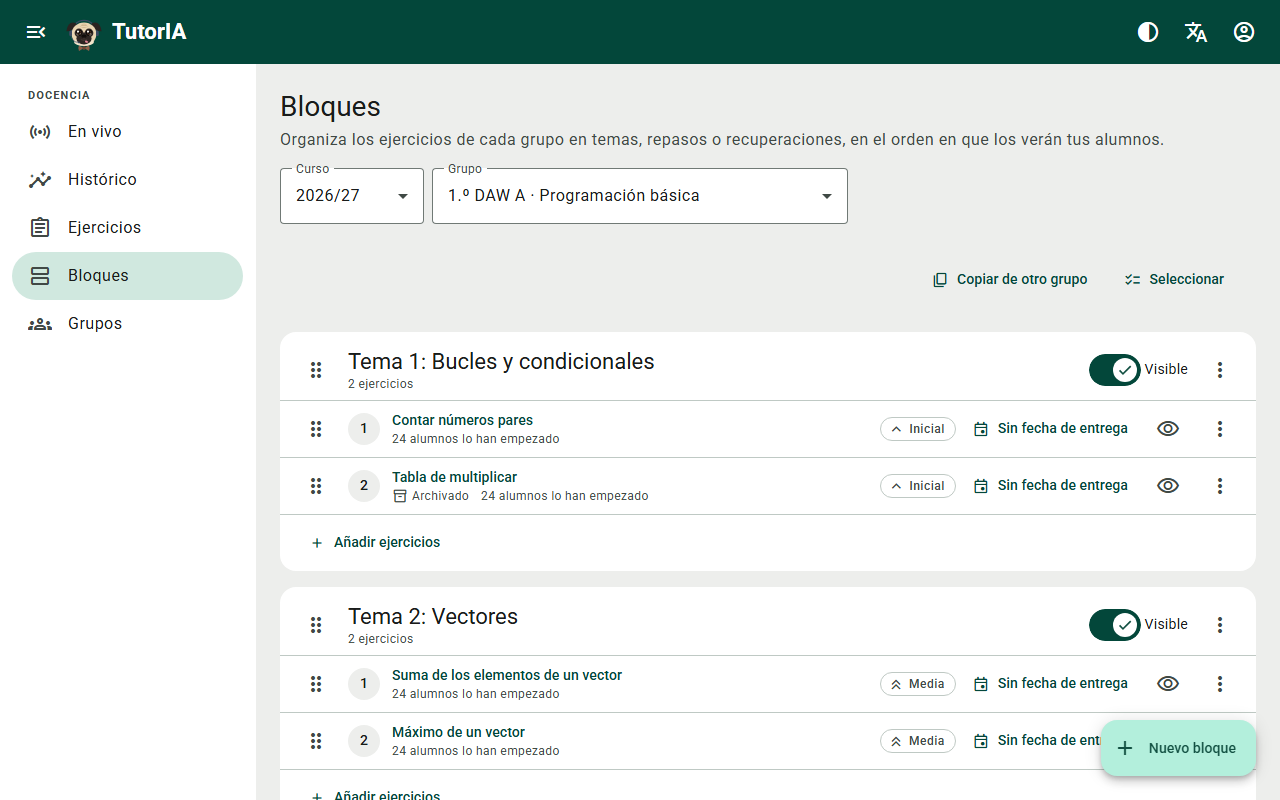 TutorIA
DOCENCIA
En vivo
Histórico
Ejercicios
Bloques
Grupos
Bloques
Organiza los ejercicios de cada grupo en temas, repasos o recuperaciones, en el orden en que los verán tus alumnos.
Curso
2026/27
Grupo
1.º DAW A · Programación básica
Copiar de otro grupo
Seleccionar
Tema 1: Bucles y condicionales
2 ejercicios
Visible
1
Contar números pares
24 alumnos lo han empezado
Inicial
Sin fecha de entrega
2
Tabla de multiplicar
Archivado 24 alumnos lo han empezado
Inicial
Sin fecha de entrega
Añadir ejercicios
Tema 2: Vectores
2 ejercicios
Visible
1
Suma de los elementos de un vector
24 alumnos lo han empezado
Media
Sin fecha de entrega
2
Máximo de un vector
24 alumnos lo han empezado
Media
Sin fecha de
Nuevo bloque
Añadir ejercicios